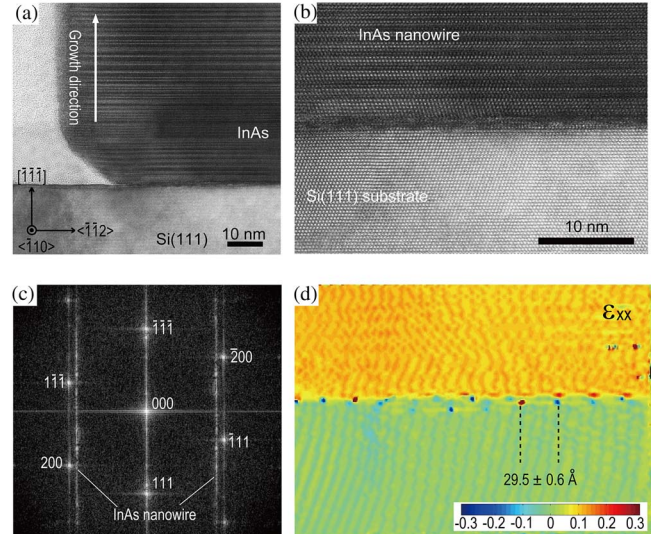 (a)
Growth direction
InAs
[1̄1̄1̄]
<1̄1̄2>
<1̄10>
Si(111)
10 nm
(b)
InAs nanowire
Si(111) substrate
10 nm
(c)
1̄1̄1̄
2̄00
11̄1̄
000
1̄11
200
111
InAs nanowire
(d)
εxx
29.5 ± 0.6 Å
-0.3 -0.2 -0.1 0 0.1 0.2 0.3